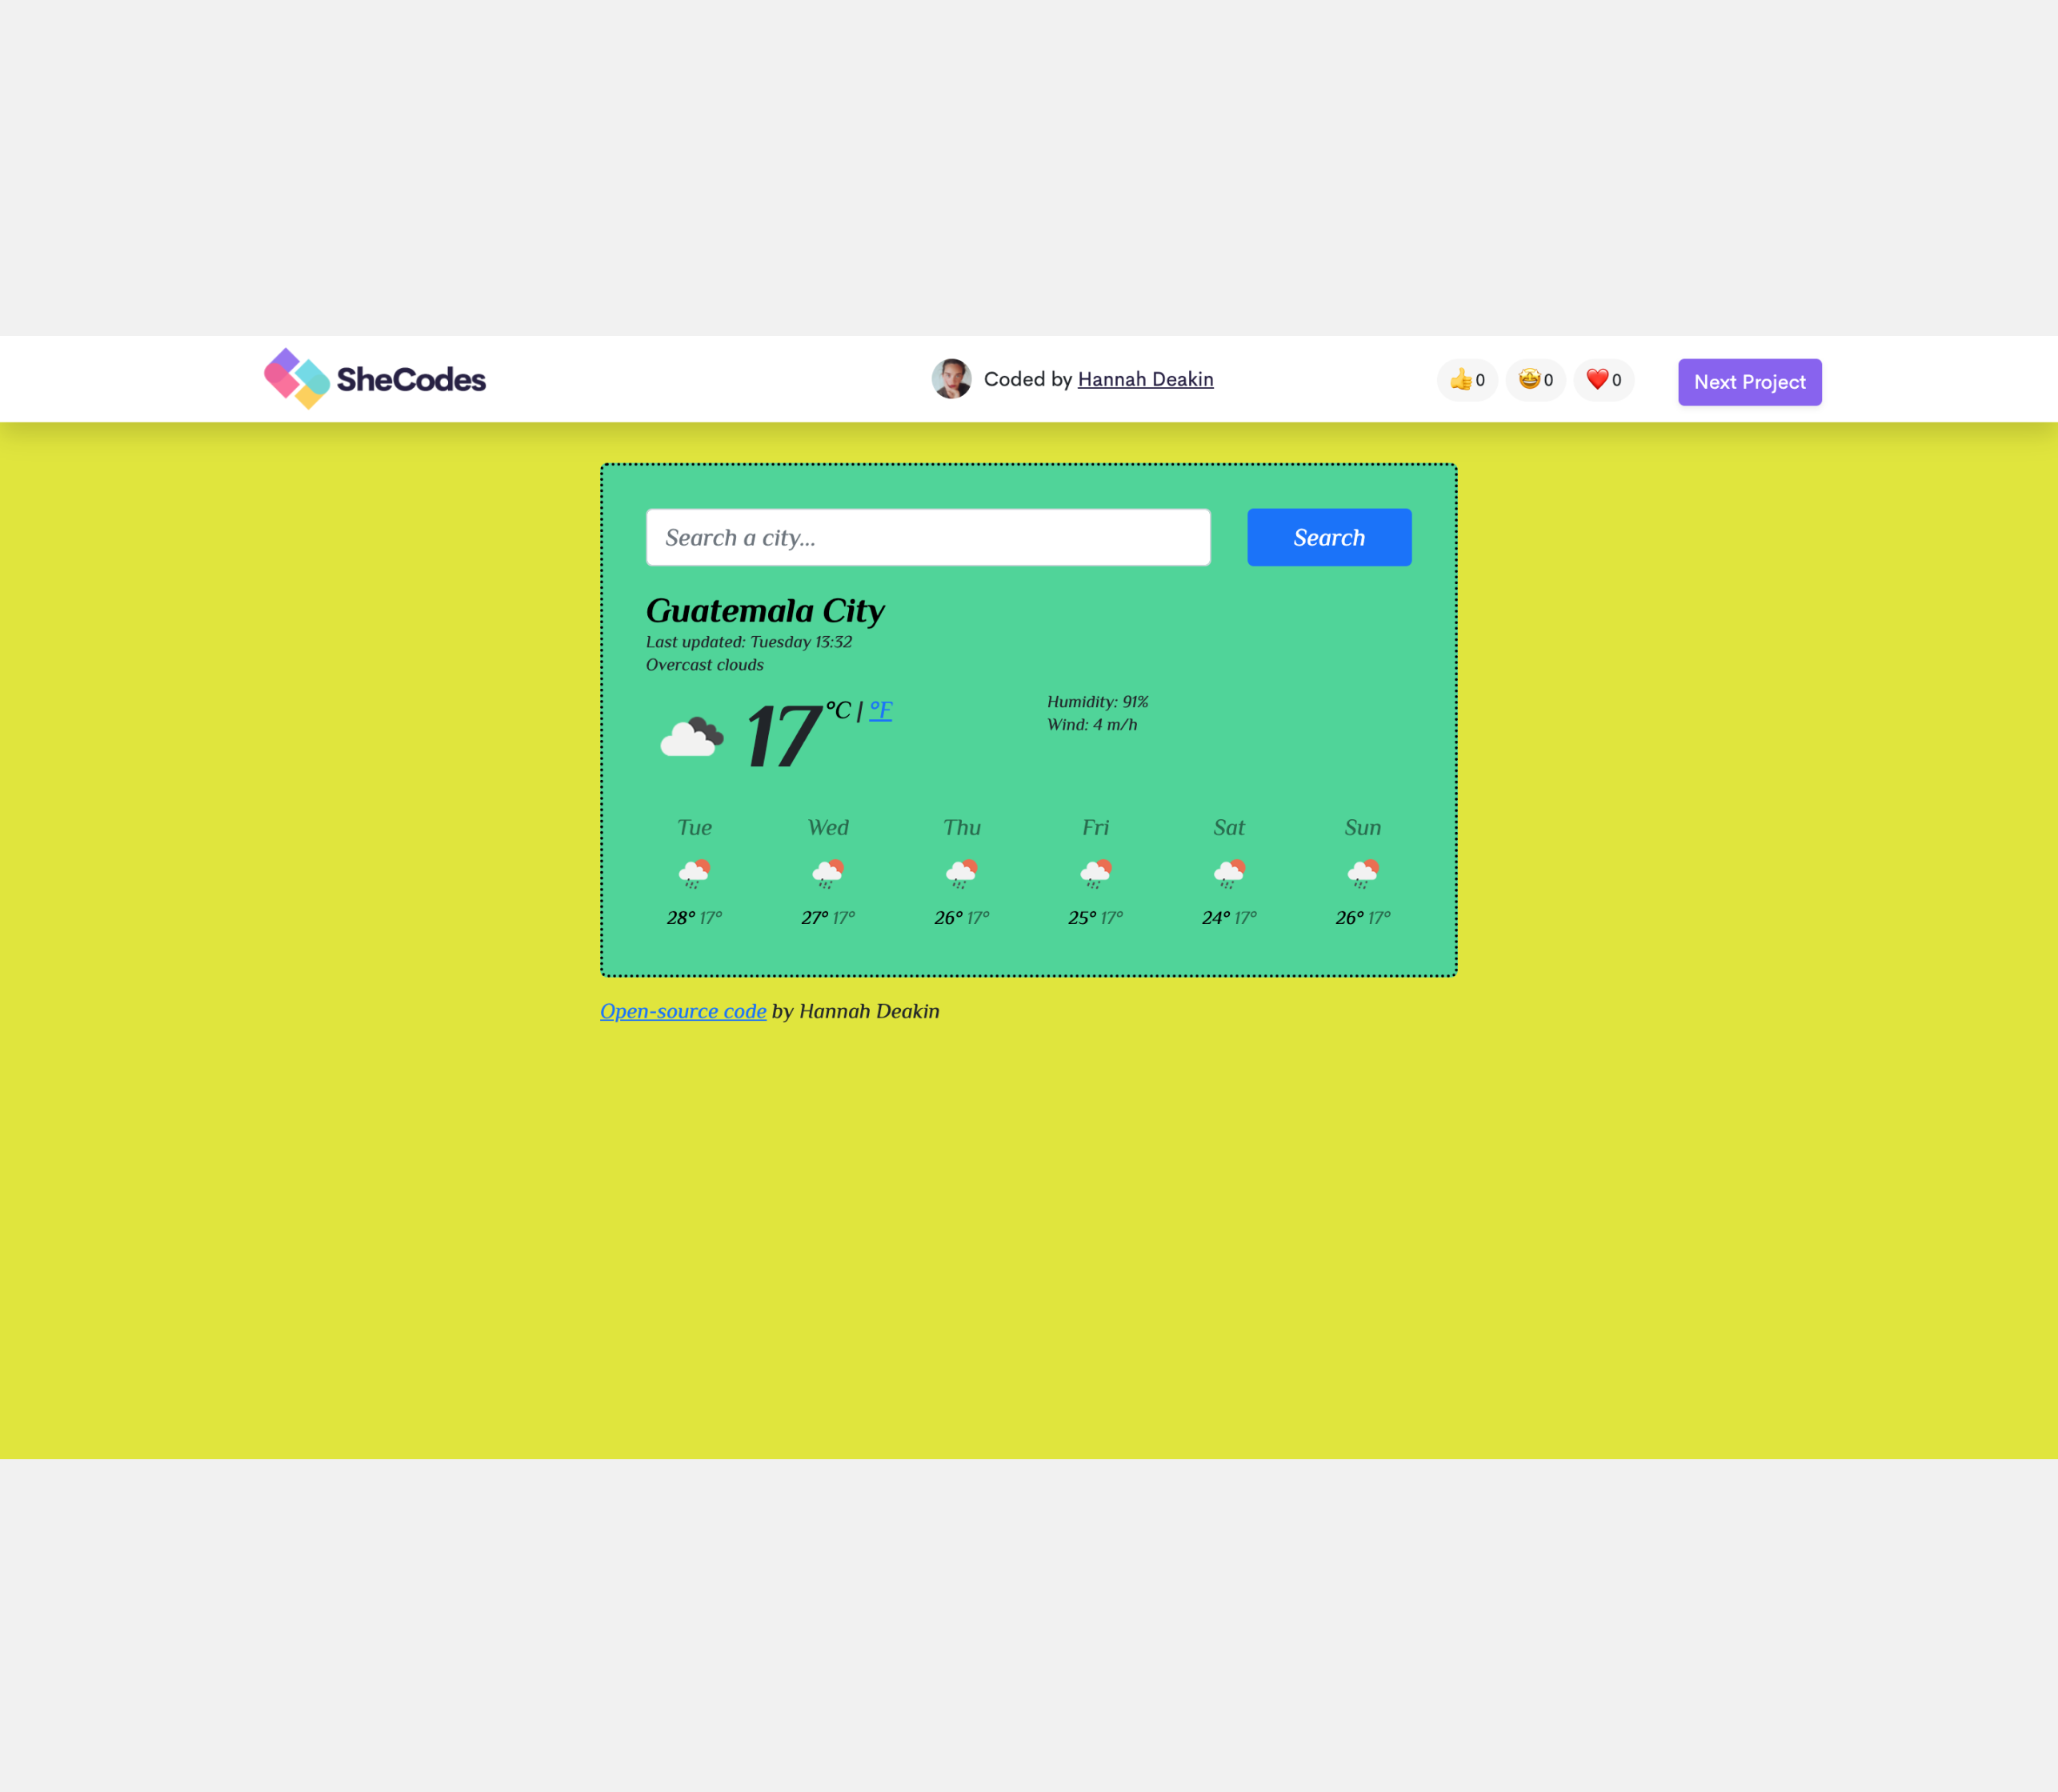 SheCodes
Coded by Hannah Deakin
👍0 🤩0 ❤️0
Next Project
Search a city...
Search
Guatemala City
Last updated: Tuesday 13:32
Overcast clouds
17°C | °F
Humidity: 91%
Wind: 4 m/h
Tue Wed Thu Fri Sat Sun
28° 17° 27° 17° 26° 17° 25° 17° 24° 17° 26° 17°
Open-source code by Hannah Deakin